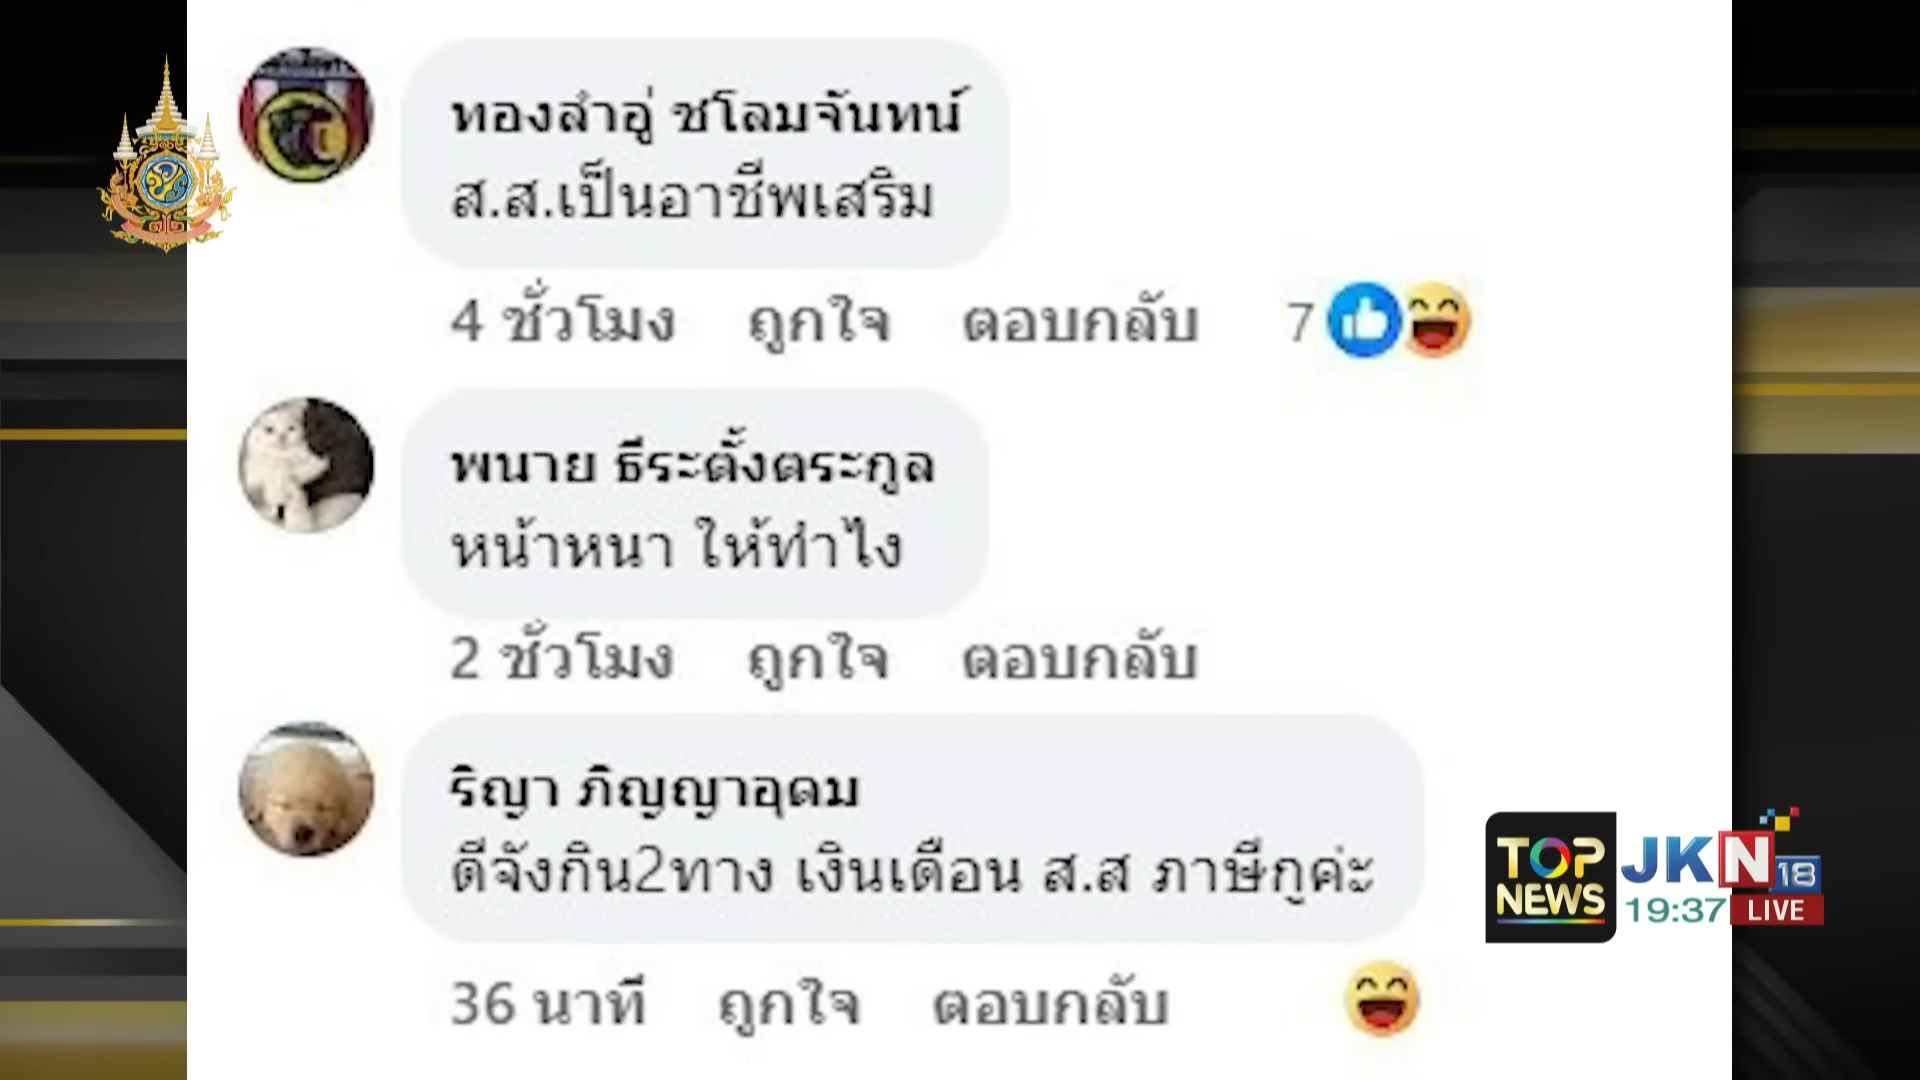 ทองลำอู่ ชโลมจันทน์
ส.ส.เป็นอาชีพเสริม
4 ชั่วโมง ถูกใจ ตอบกลับ 7
พนาย ธีระตั้งตระกูล
หน้าหนา ให้ทำไง
2 ชั่วโมง ถูกใจ ตอบกลับ
ริญา ภิญญาอุดม
ดีจังกิน2ทาง เงินเดือน ส.ส ภาษีกูค่ะ
36 นาที ถูกใจ ตอบกลับ
TOP NEWS
JKN 18
19:37 LIVE